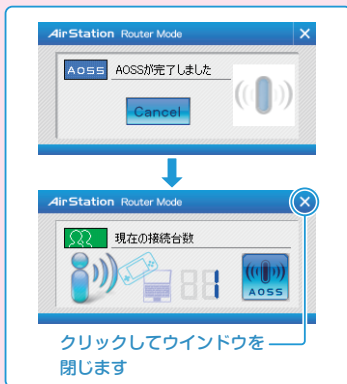 AirStation Router Mode
AOSS AOSSが完了しました
Cancel
AirStation Router Mode
現在の接続台数
1
AOSS
クリックしてウインドウを
閉じます